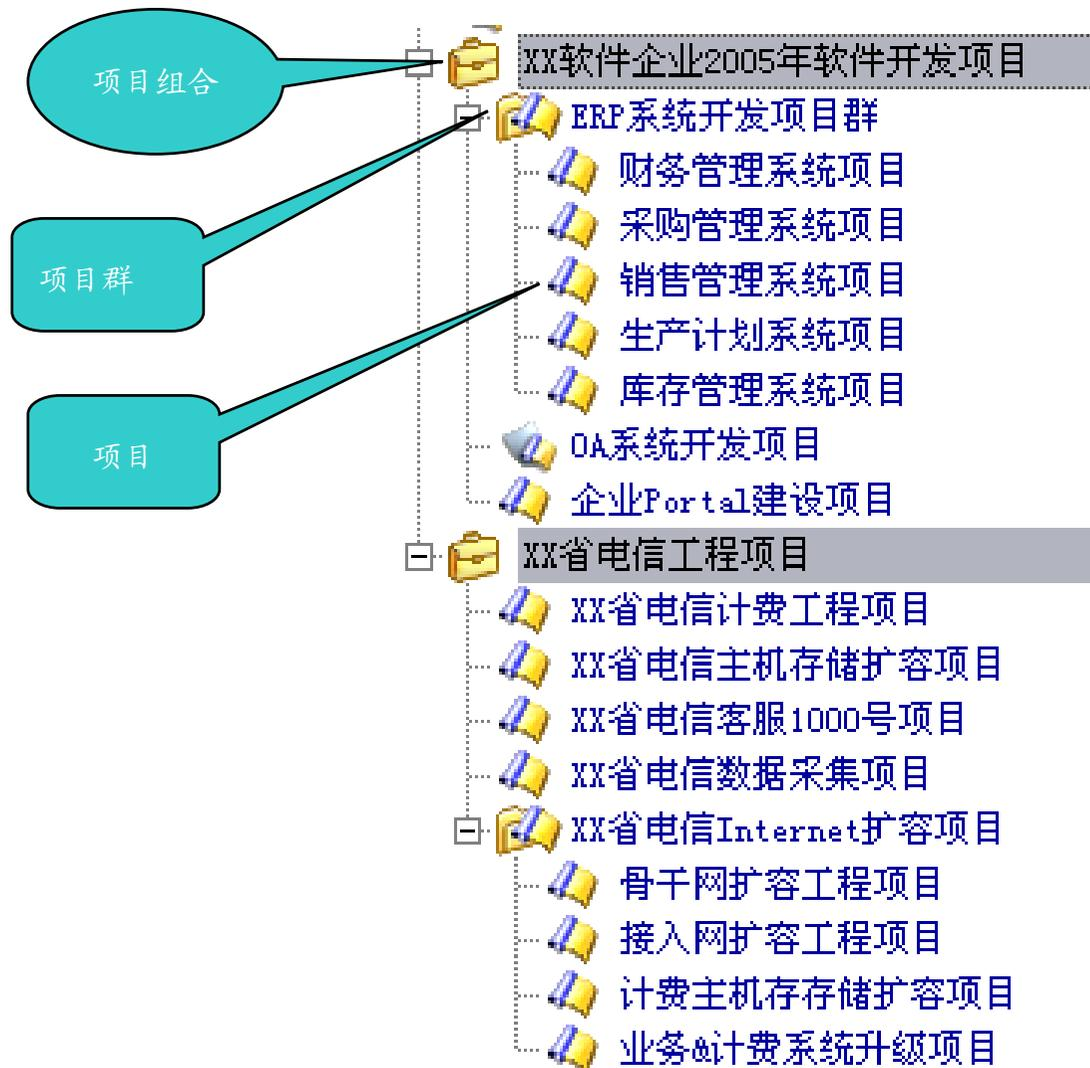 项目组合
XX软件企业2005年软件开发项目
ERP系统开发项目群
财务管理系统项目
采购管理系统项目
项目群
销售管理系统项目
生产计划系统项目
库存管理系统项目
项目
OA系统开发项目
企业Portal建设项目
XX省电信工程项目
XX省电信计费工程项目
XX省电信主机存储扩容项目
XX省电信客服1000号项目
XX省电信数据采集项目
XX省电信Internet扩容项目
骨干网扩容工程项目
接入网扩容工程项目
计费主机存存储扩容项目
业务&计费系统升级项目